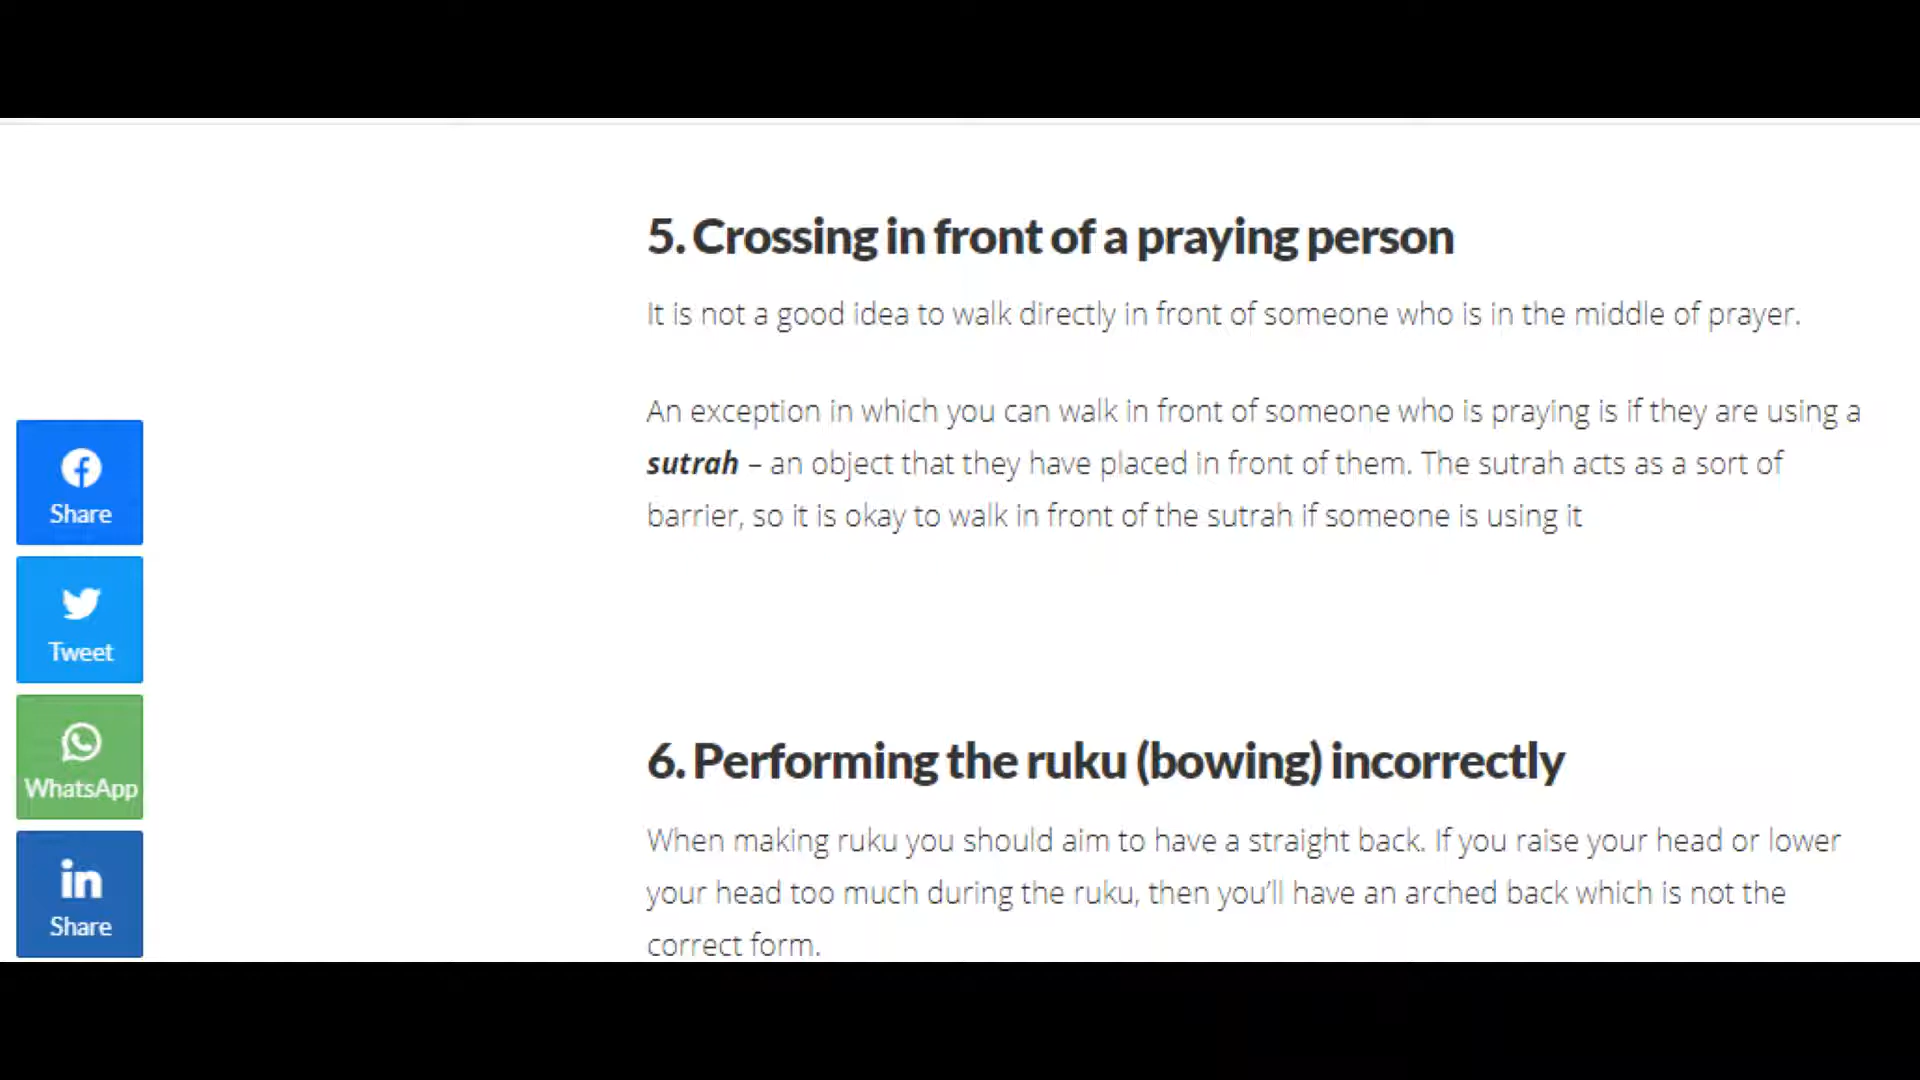 5. Crossing in front of a praying person
It is not a good idea to walk directly in front of someone who is in the middle of prayer.
An exception in which you can walk in front of someone who is praying is if they are using a
sutrah – an object that they have placed in front of them. The sutrah acts as a sort of
barrier, so it is okay to walk in front of the sutrah if someone is using it
Share
Tweet
WhatsApp
Share
6. Performing the ruku (bowing) incorrectly
When making ruku you should aim to have a straight back. If you raise your head or lower
your head too much during the ruku, then you’ll have an arched back which is not the
correct form.